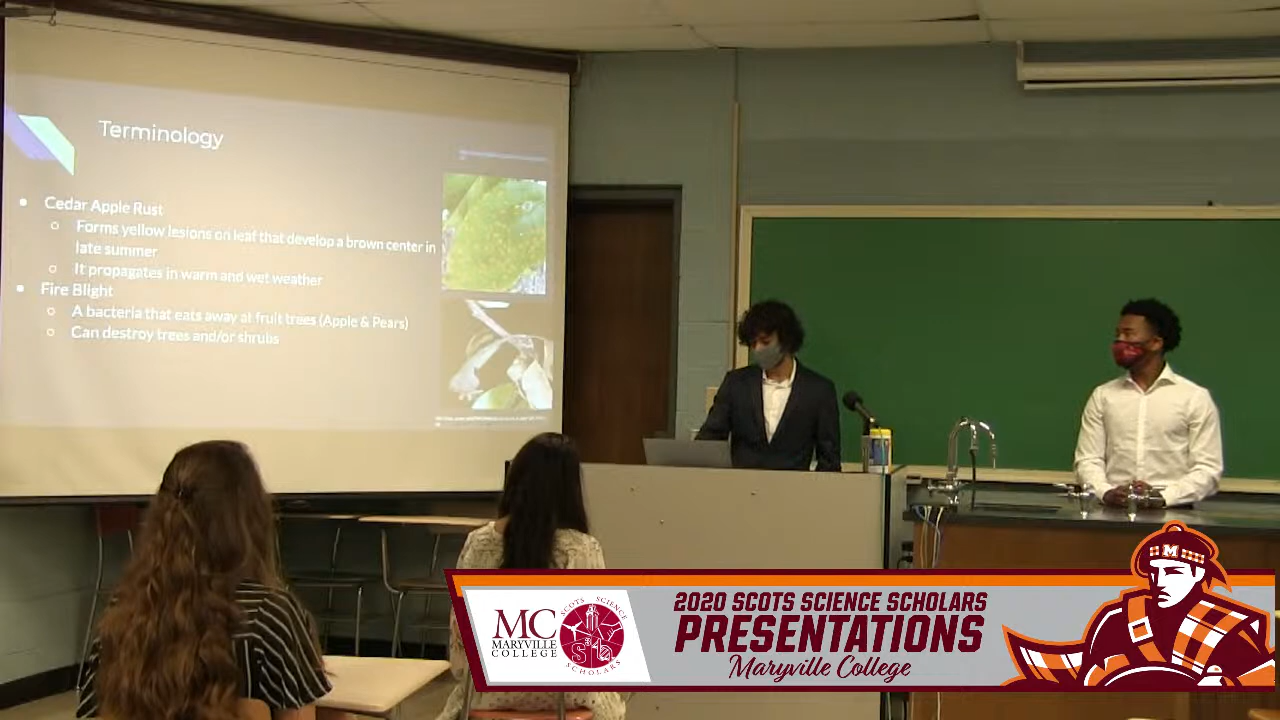 Terminology
Cedar Apple Rust
Forms yellow lesions on leaf that develop a brown center in
late summer
It propagates in warm and wet weather
Fire Blight
A bacteria that eats away at fruit trees (Apple & Pears)
Can destroy trees and/or shrubs
MC
MARYVILLE
COLLEGE
SCOTS SCIENCE
SCHOLARS
2020 SCOTS SCIENCE SCHOLARS
PRESENTATIONS
Maryville College
M